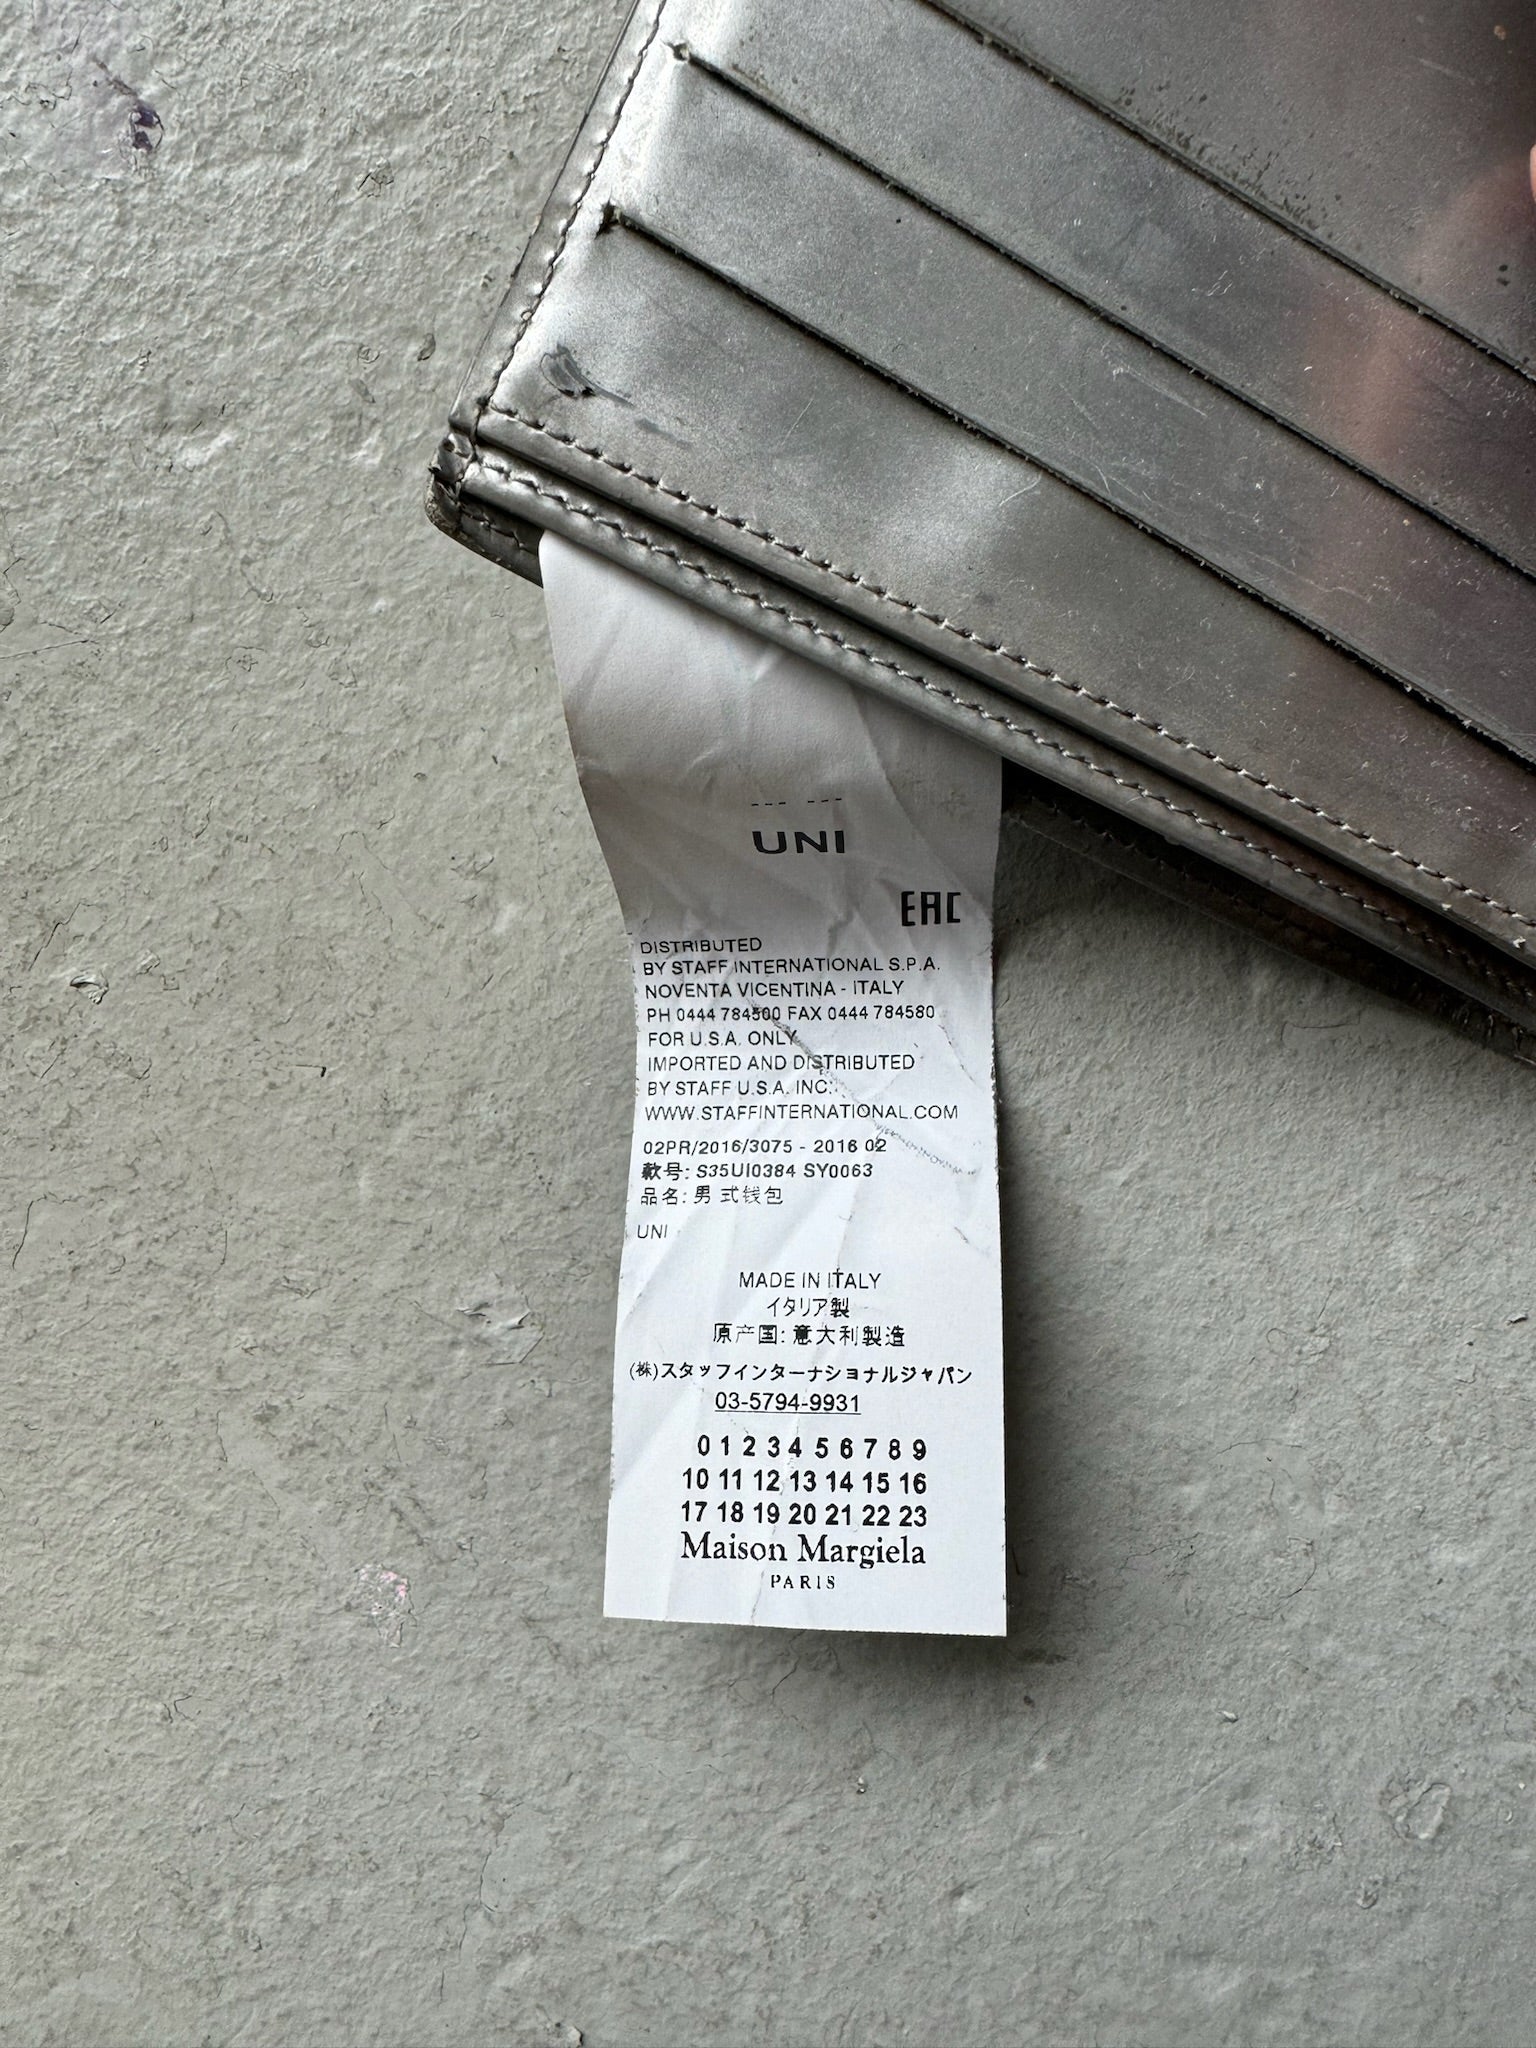 --- ---
UNI
EAC
DISTRIBUTED
BY STAFF INTERNATIONAL S.P.A.
NOVENTA VICENTINA - ITALY
PH 0444 784500 FAX 0444 784580
FOR U.S.A. ONLY
IMPORTED AND DISTRIBUTED
BY STAFF U.S.A. INC.
WWW.STAFFINTERNATIONAL.COM
02PR/2016/3075 - 2016 02
款号: S35UI0384 SY0063
品名: 男式钱包
UNI
MADE IN ITALY
イタリア製
原产国: 意大利製造
(株)スタッフインターナショナルジャパン
03-5794-9931
0 1 2 3 4 5 6 7 8 9
10 11 12 13 14 15 16
17 18 19 20 21 22 23
Maison Margiela
PARIS